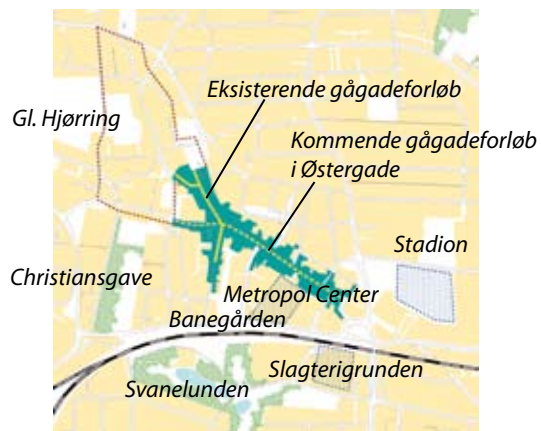 Eksisterende gågadeforløb
Gl. Hjørring
Kommende gågadeforløb
i Østergade
Stadion
Christiansgave
Metropol Center
Banegården
Slagterigrunden
Svanelunden